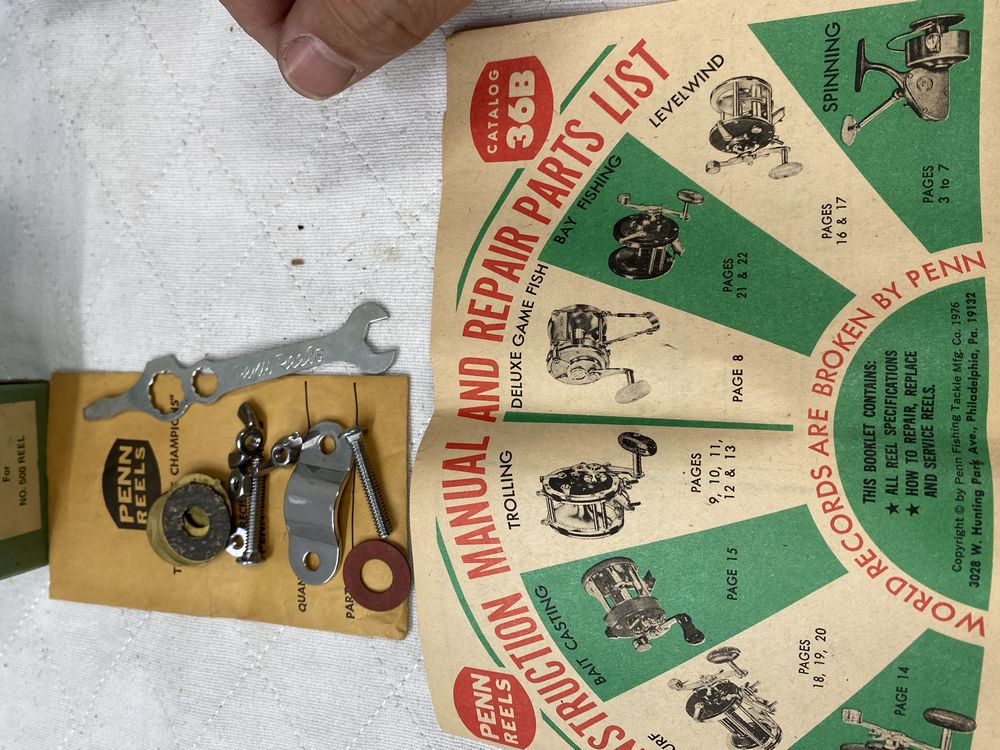 CATALOG
36B
PENN
REELS
INSTRUCTION MANUAL AND REPAIR PARTS LIST
PAGE 14
PAGES
18, 19, 20
BAIT CASTING
PAGE 15
TROLLING
PAGES
9, 10, 11,
12 & 13
DELUXE GAME FISH
PAGE 8
BAY FISHING
PAGES
21 & 22
LEVELWIND
PAGES
16 & 17
SPINNING
PAGES
3 to 7
WORLD RECORDS ARE BROKEN BY PENN
THIS BOOKLET CONTAINS:
★ ALL REEL SPECIFICATIONS
★ HOW TO REPAIR, REPLACE
AND SERVICE REELS.
Copyright © by Penn Fishing Tackle Mfg. Co. 1976
3028 W. Hunting Park Ave., Philadelphia, Pa. 19132
For
NO. 500 REEL
PENN
REELS
CHAMPIONS"
Penn Reels